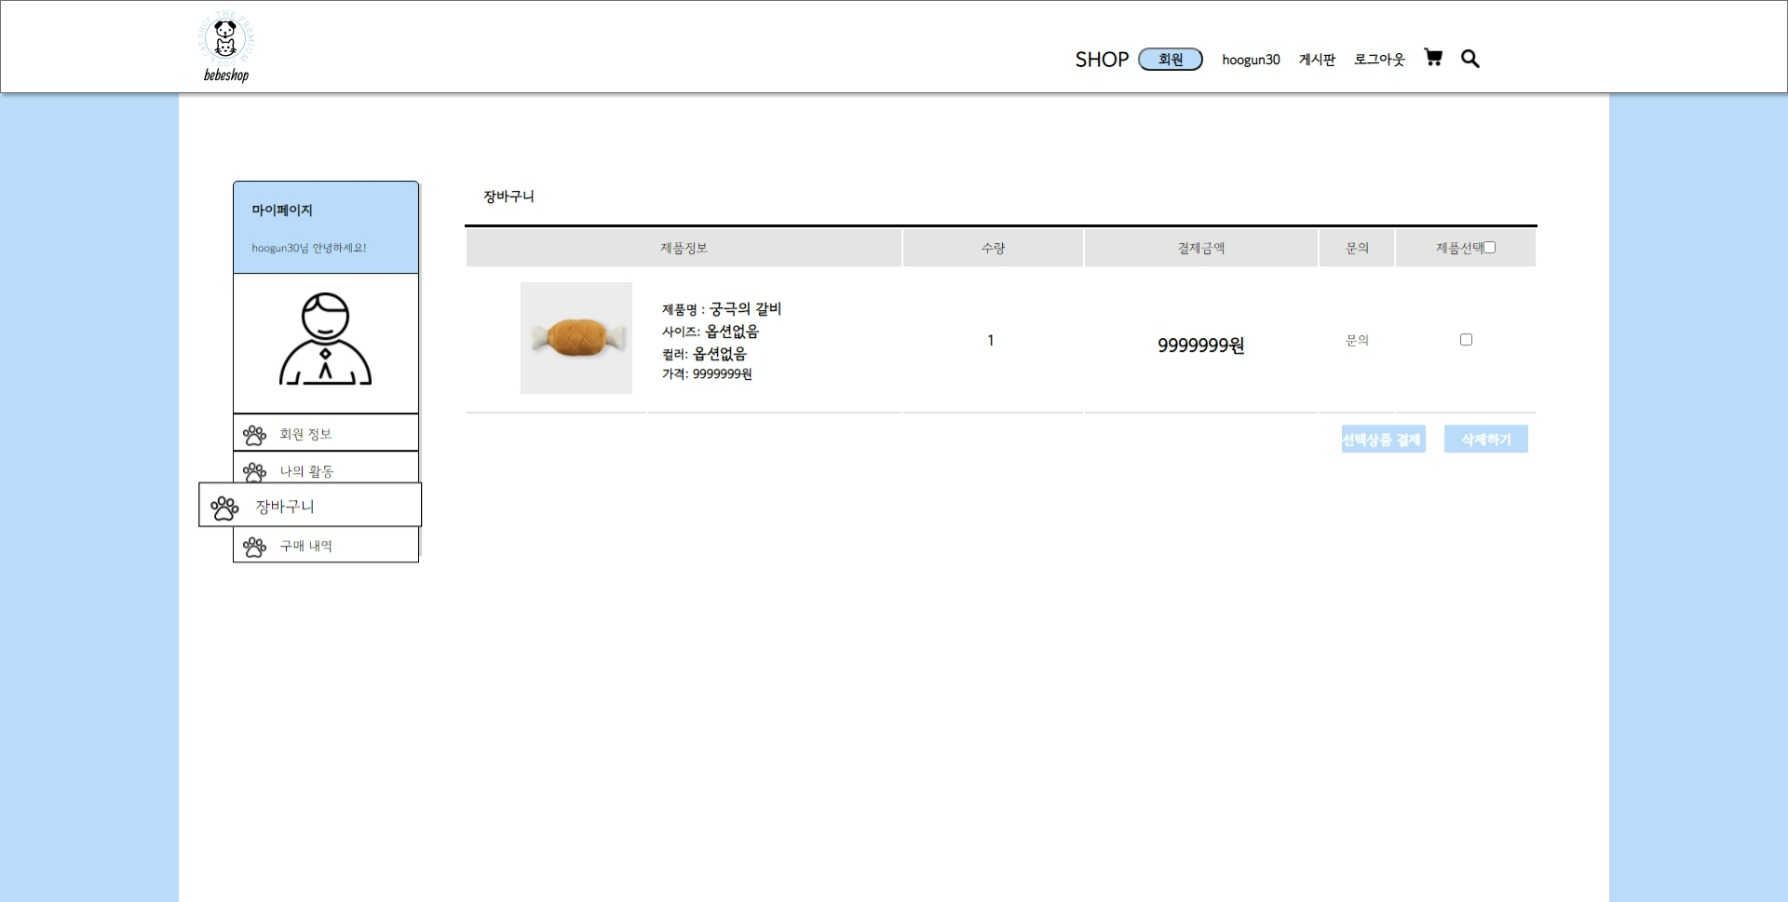 CAT SHOP THE PREMIUM DOG &
bebeshop
SHOP 회원 hoogun30 게시판 로그아웃
마이페이지
hoogun30님 안녕하세요!
회원 정보
나의 활동
장바구니
구매 내역
장바구니
제품정보 수량 결제금액 문의 제품선택
제품명 : 궁극의 갈비
사이즈: 옵션없음
컬러: 옵션없음
가격: 9999999원
1 9999999원 문의
선택상품 결제 삭제하기